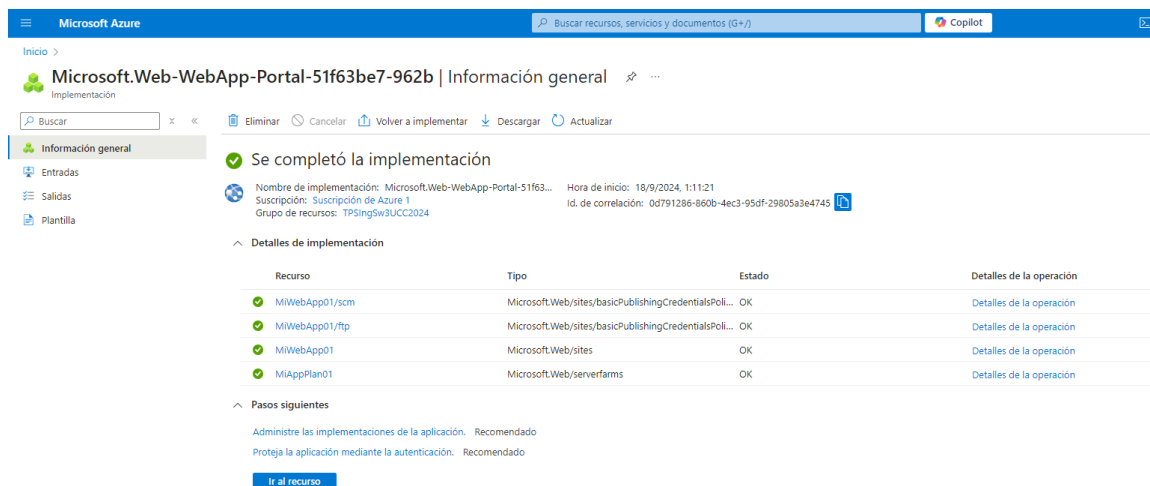 Microsoft Azure
Buscar recursos, servicios y documentos (G+/)
Copilot
Inicio >
Microsoft.Web-WebApp-Portal-51f63be7-962b | Información general
Implementación
Buscar
Eliminar Cancelar Volver a implementar Descargar Actualizar
Información general
Entradas
Salidas
Plantilla
Se completó la implementación
Nombre de implementación: Microsoft.Web-WebApp-Portal-51f63... Hora de inicio: 18/9/2024, 1:11:21
Suscripción: Suscripción de Azure 1 Id. de correlación: 0d791286-860b-4ec3-95df-29805a3e4745
Grupo de recursos: TPSIngSw3UCC2024
Detalles de implementación
Recurso Tipo Estado Detalles de la operación
MiWebApp01/scm Microsoft.Web/sites/basicPublishingCredentialsPoli... OK Detalles de la operación
MiWebApp01/ftp Microsoft.Web/sites/basicPublishingCredentialsPoli... OK Detalles de la operación
MiWebApp01 Microsoft.Web/sites OK Detalles de la operación
MiAppPlan01 Microsoft.Web/serverfarms OK Detalles de la operación
Pasos siguientes
Administre las implementaciones de la aplicación. Recomendado
Proteja la aplicación mediante la autenticación. Recomendado
Ir al recurso